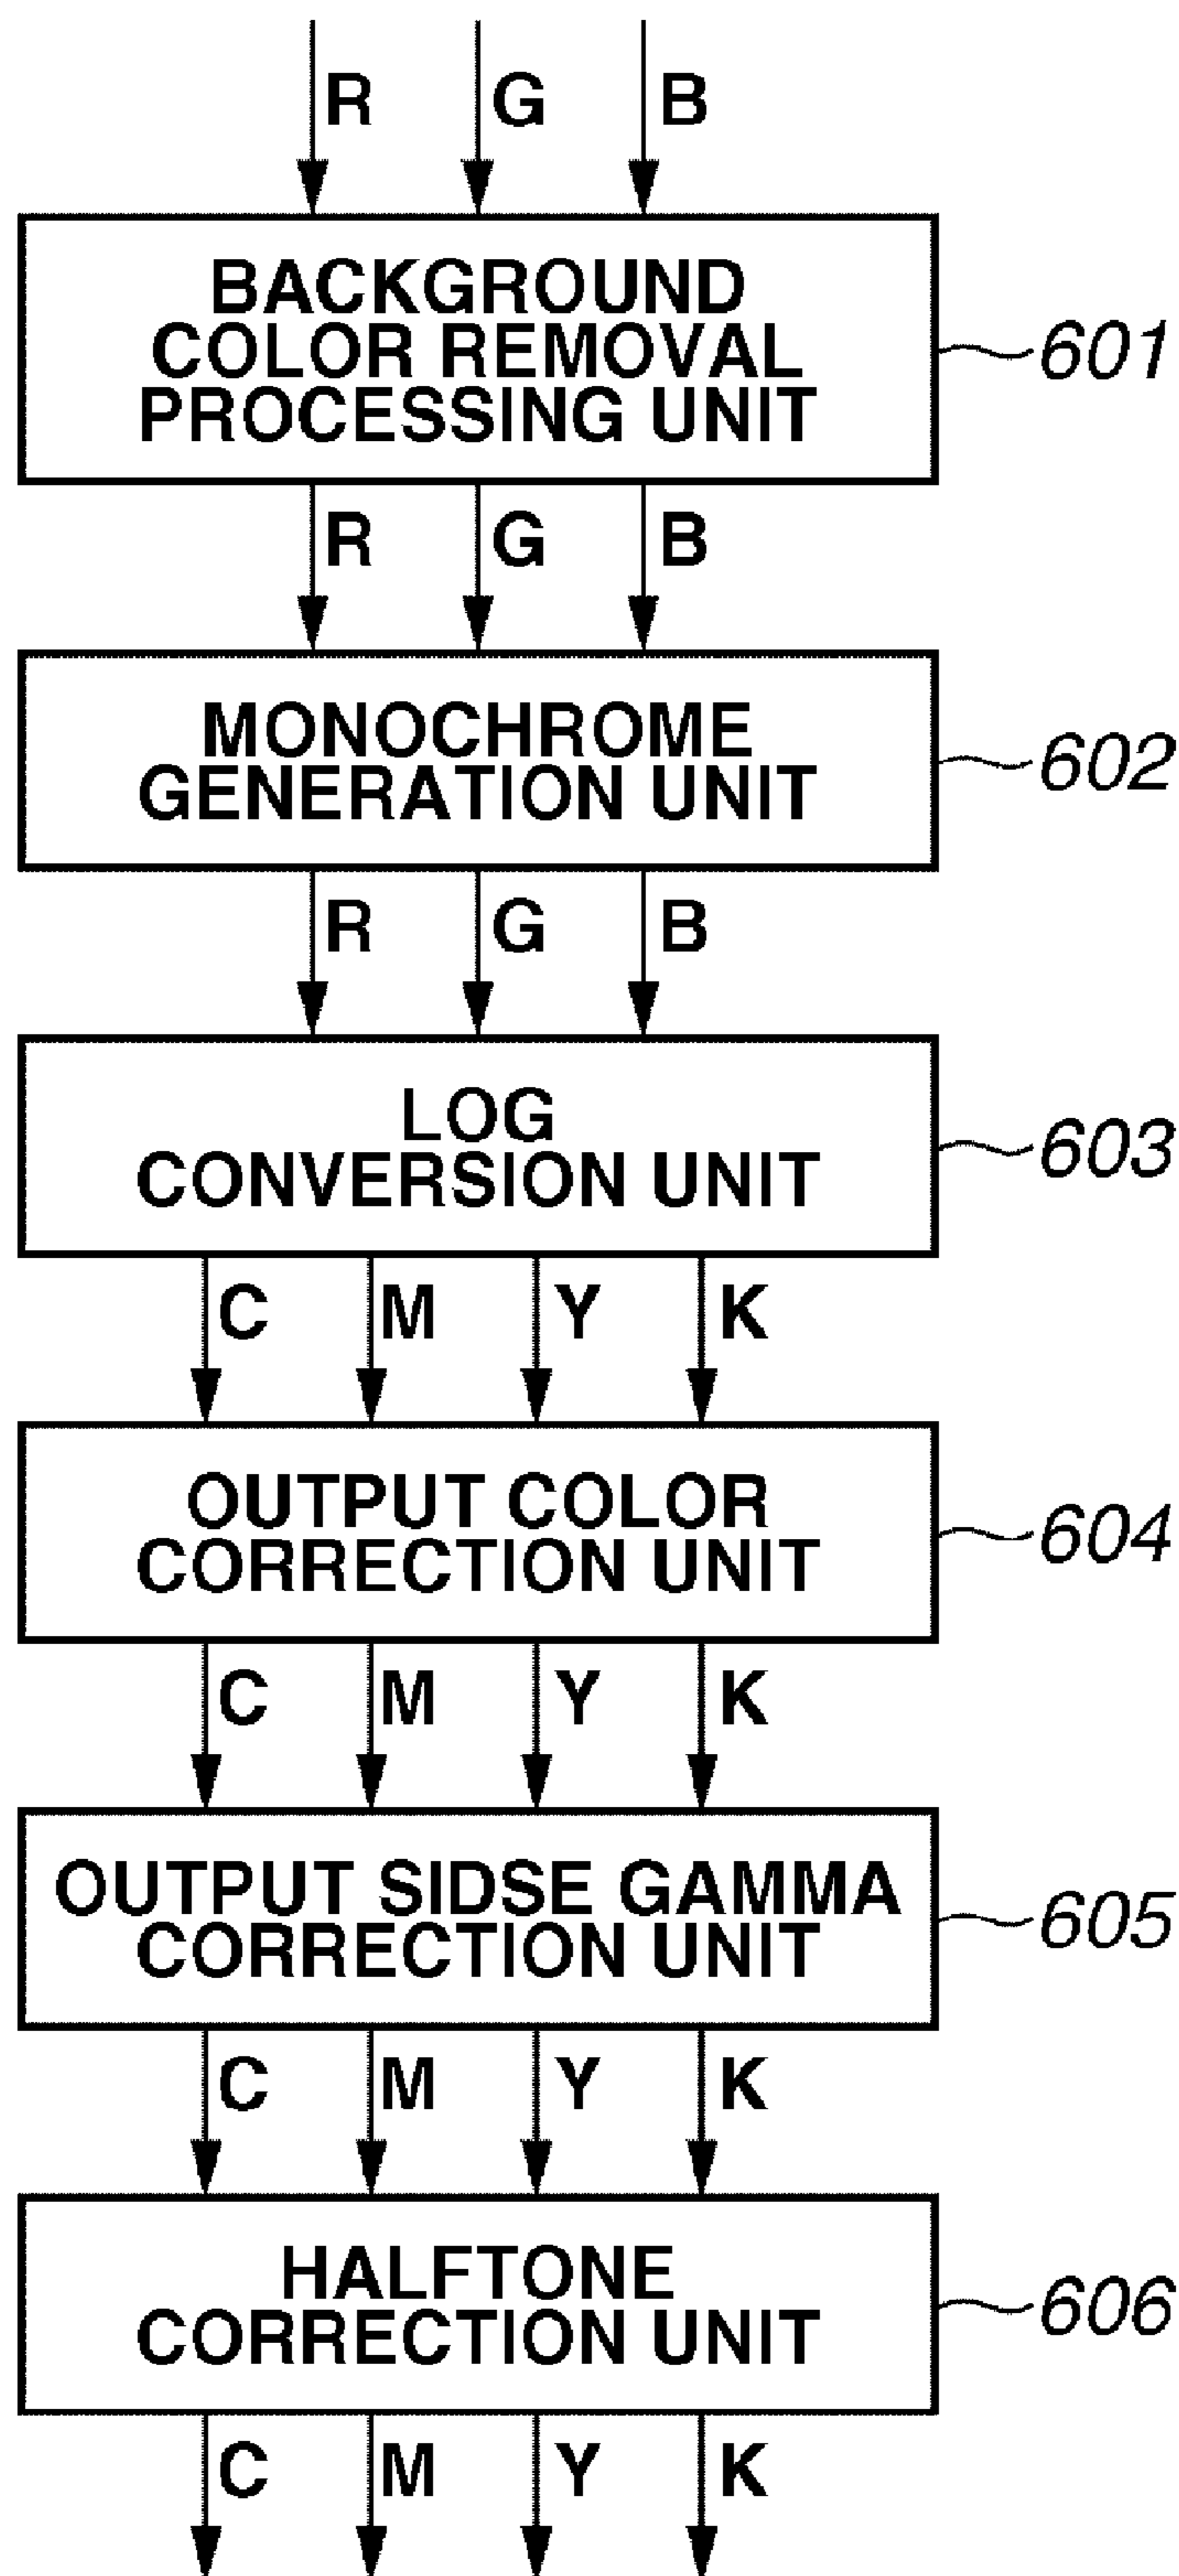 R G B
BACKGROUND
COLOR REMOVAL
PROCESSING UNIT
601
R G B
MONOCHROME
GENERATION UNIT
602
R G B
LOG
CONVERSION UNIT
603
C M Y K
OUTPUT COLOR
CORRECTION UNIT
604
C M Y K
OUTPUT SIDSE GAMMA
CORRECTION UNIT
605
C M Y K
HALFTONE
CORRECTION UNIT
606
C M Y K